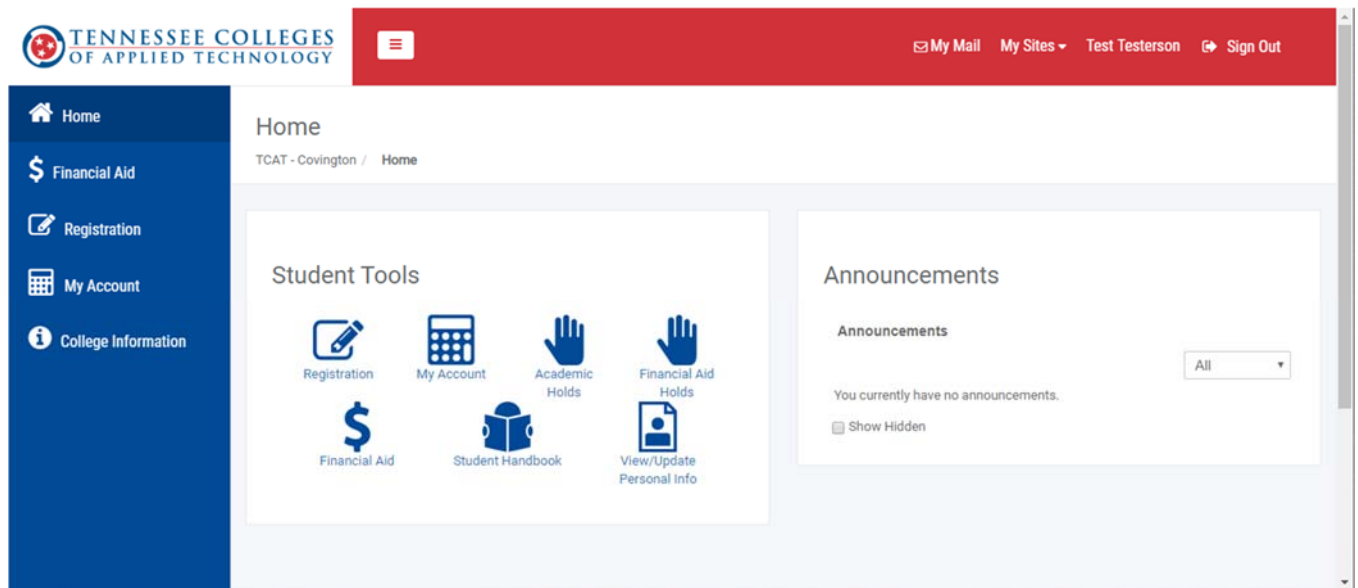 TENNESSEE COLLEGES
OF APPLIED TECHNOLOGY
My Mail My Sites Test Testerson Sign Out
Home
Financial Aid
Registration
My Account
College Information
Home
TCAT - Covington / Home
Student Tools
Registration
My Account
Academic
Holds
Financial Aid
Holds
Financial Aid
Student Handbook
View/Update
Personal Info
Announcements
Announcements
All
You currently have no announcements.
Show Hidden